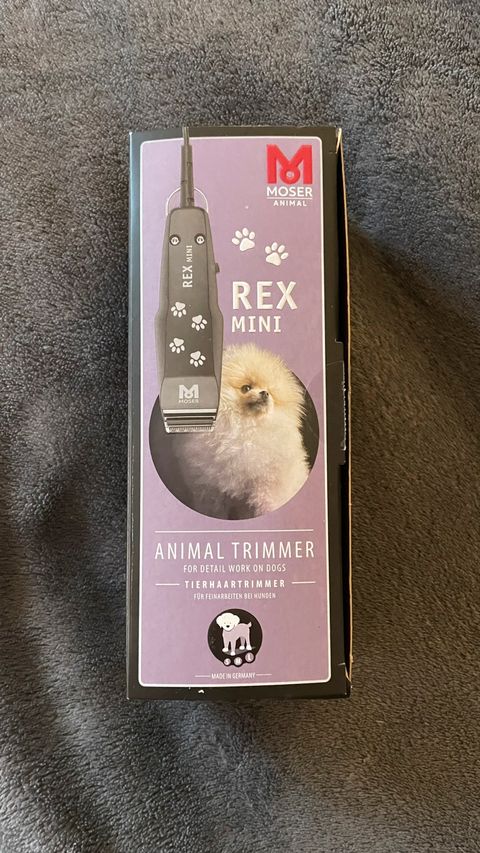 MOSER
ANIMAL
REX MINI
REX
MINI
MOSER
ANIMAL TRIMMER
FOR DETAIL WORK ON DOGS
TIERHAARTRIMMER
FÜR FEINARBEITEN BEI HUNDEN
S M L
MADE IN GERMANY